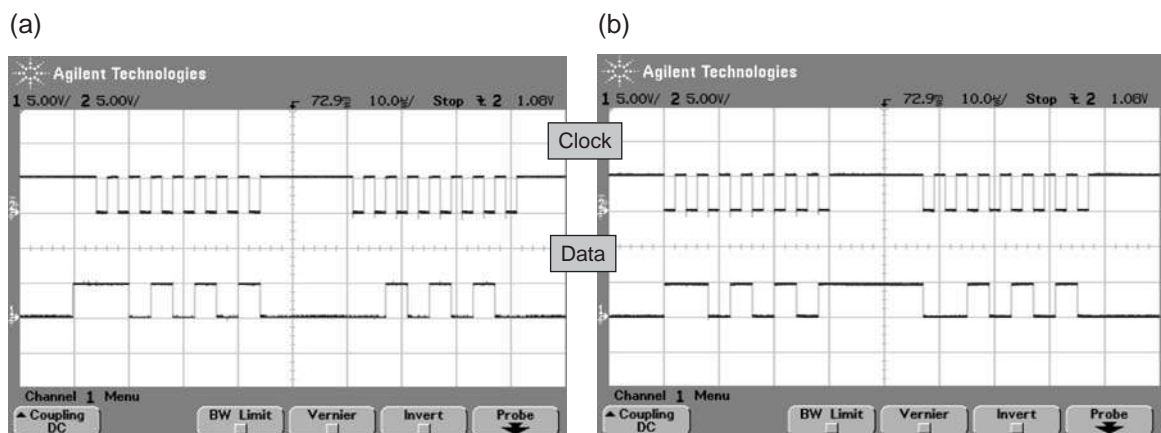 (a)
(b)
Agilent Technologies
1 5.00V/ 2 5.00V/ 72.9 10.0 / Stop 2 1.08V
Channel 1 Menu
Coupling DC BW Limit Vernier Invert Probe
Clock
Data
Agilent Technologies
1 5.00V/ 2 5.00V/ 72.9 10.0 / Stop 2 1.08V
Channel 1 Menu
Coupling DC BW Limit Vernier Invert Probe